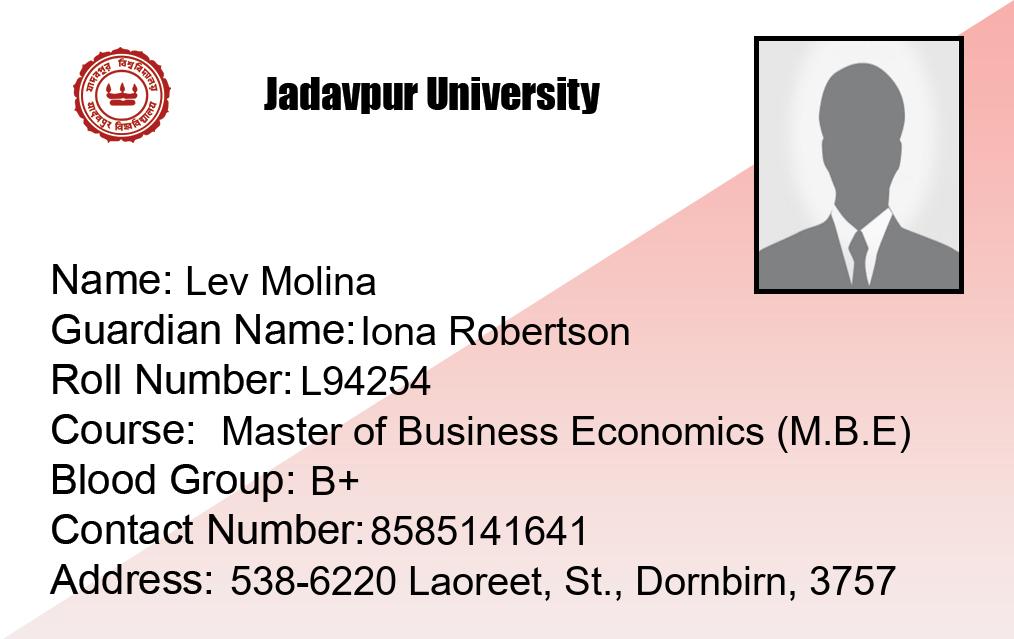 যাদবপুর বিশ্ববিদ্যালয়
Jadavpur University
Name: Lev Molina
Guardian Name: Iona Robertson
Roll Number: L94254
Course: Master of Business Economics (M.B.E)
Blood Group: B+
Contact Number: 8585141641
Address: 538-6220 Laoreet, St., Dornbirn, 3757